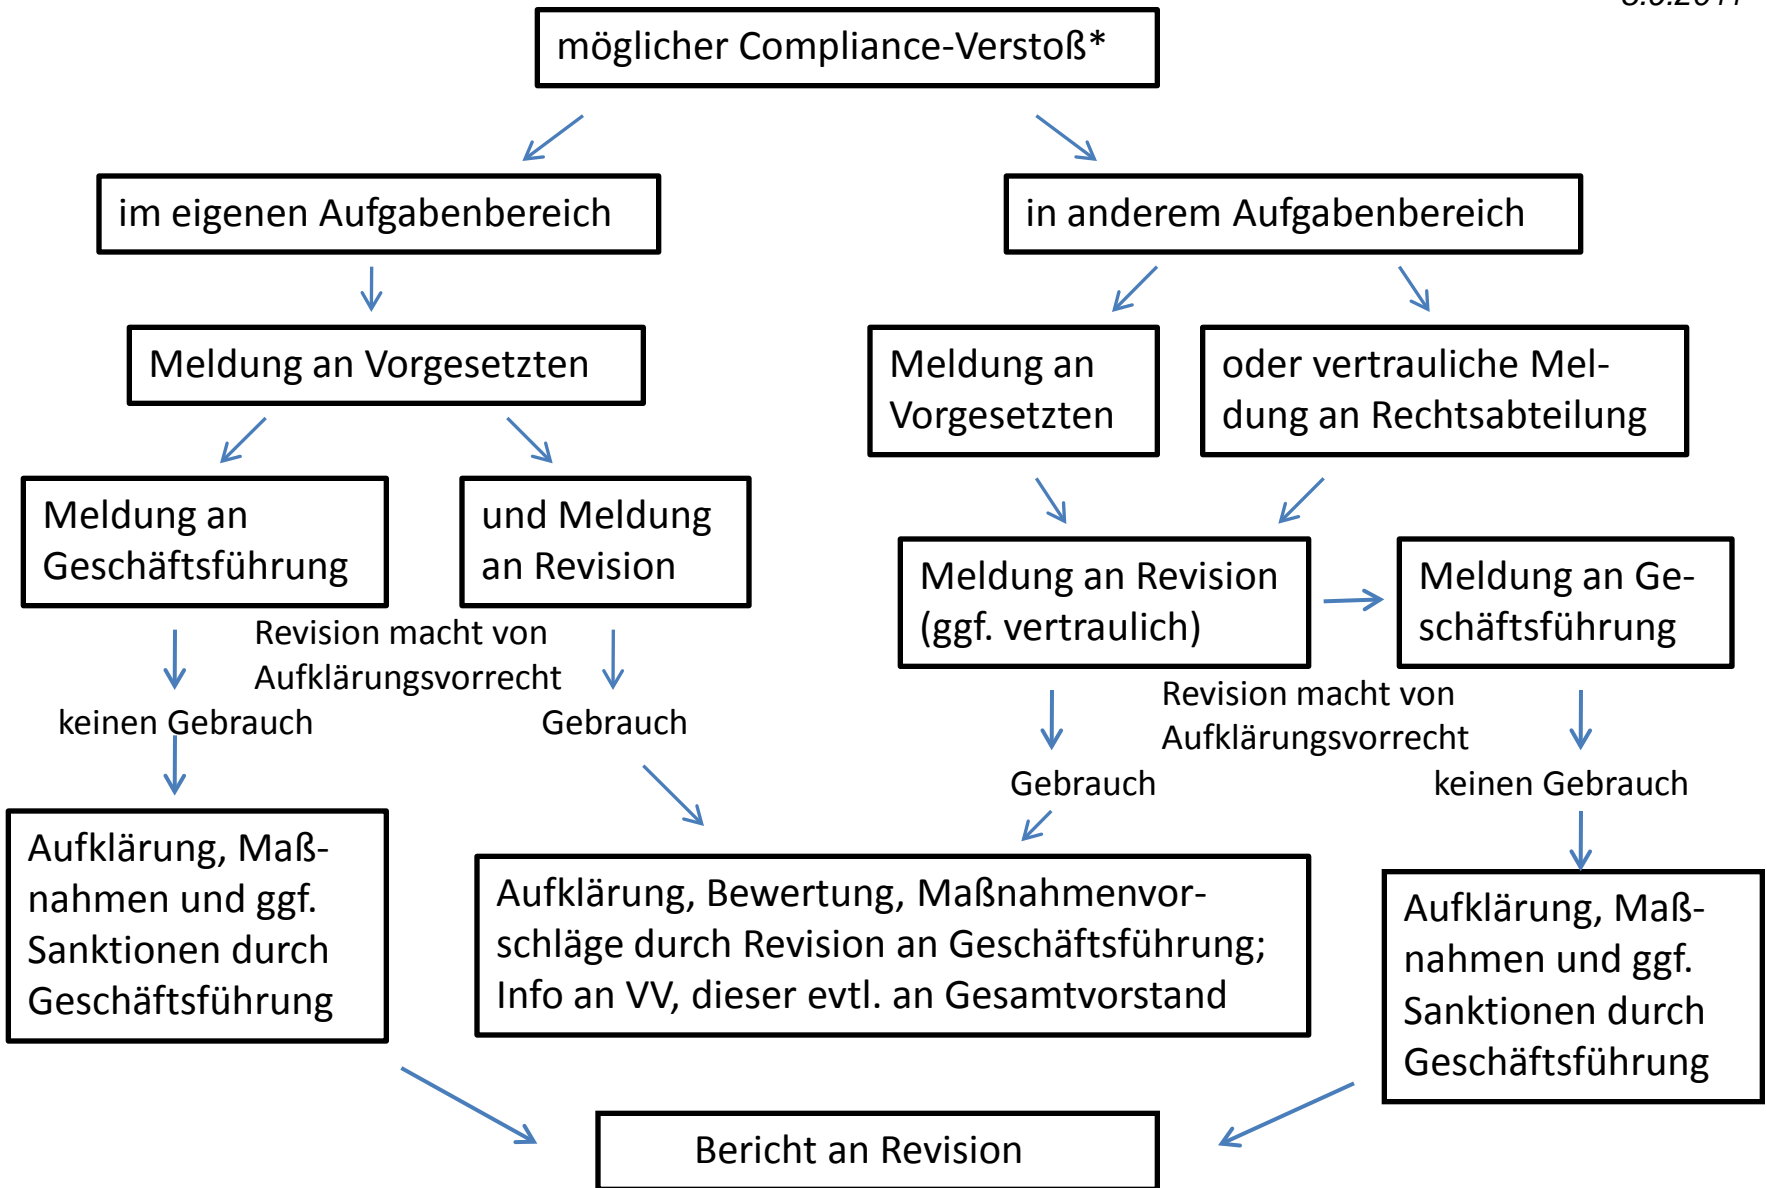 möglicher Compliance-Verstoß*
im eigenen Aufgabenbereich
in anderem Aufgabenbereich
Meldung an Vorgesetzten
Meldung an
Vorgesetzten
oder vertrauliche Mel-
dung an Rechtsabteilung
Meldung an
Geschäftsführung
und Meldung
an Revision
Meldung an Revision
(ggf. vertraulich)
Meldung an Ge-
schäftsführung
Revision macht von
Aufklärungsvorrecht
keinen Gebrauch
Gebrauch
Revision macht von
Aufklärungsvorrecht
Gebrauch
keinen Gebrauch
Aufklärung, Maß-
nahmen und ggf.
Sanktionen durch
Geschäftsführung
Aufklärung, Bewertung, Maßnahmenvor-
schläge durch Revision an Geschäftsführung;
Info an VV, dieser evtl. an Gesamtvorstand
Aufklärung, Maß-
nahmen und ggf.
Sanktionen durch
Geschäftsführung
Bericht an Revision